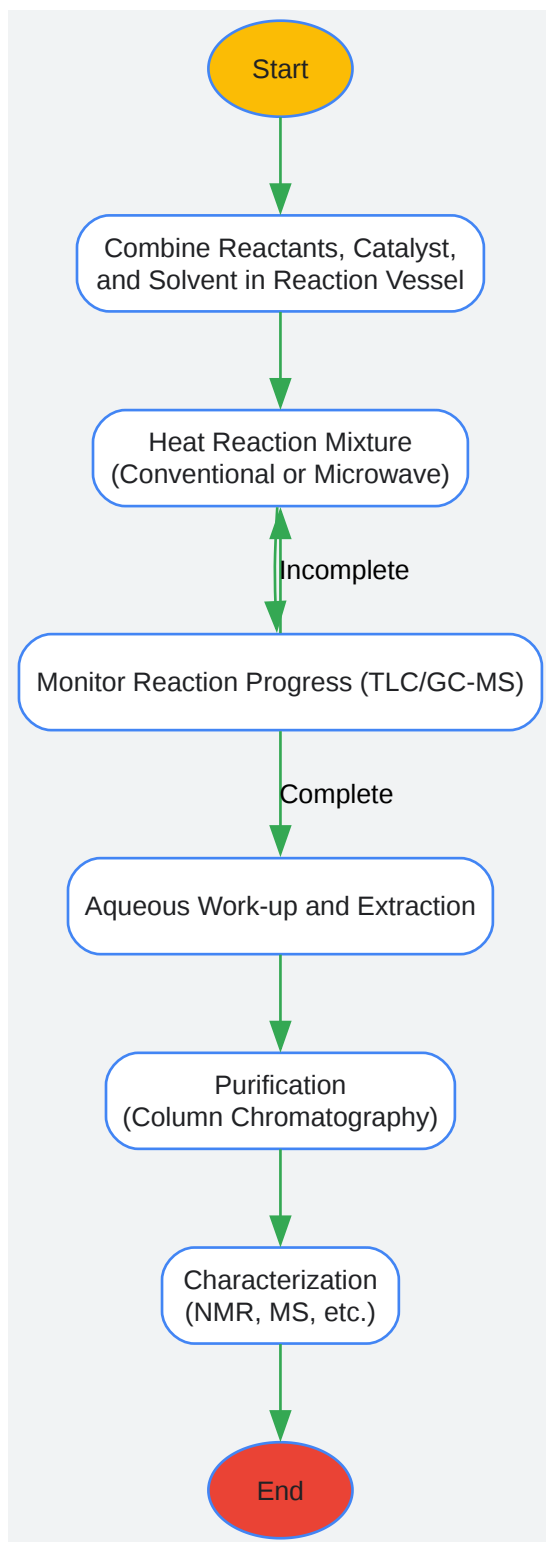 Start
Combine Reactants, Catalyst,
and Solvent in Reaction Vessel
Heat Reaction Mixture
(Conventional or Microwave)
Incomplete
Monitor Reaction Progress (TLC/GC-MS)
Complete
Aqueous Work-up and Extraction
Purification
(Column Chromatography)
Characterization
(NMR, MS, etc.)
End